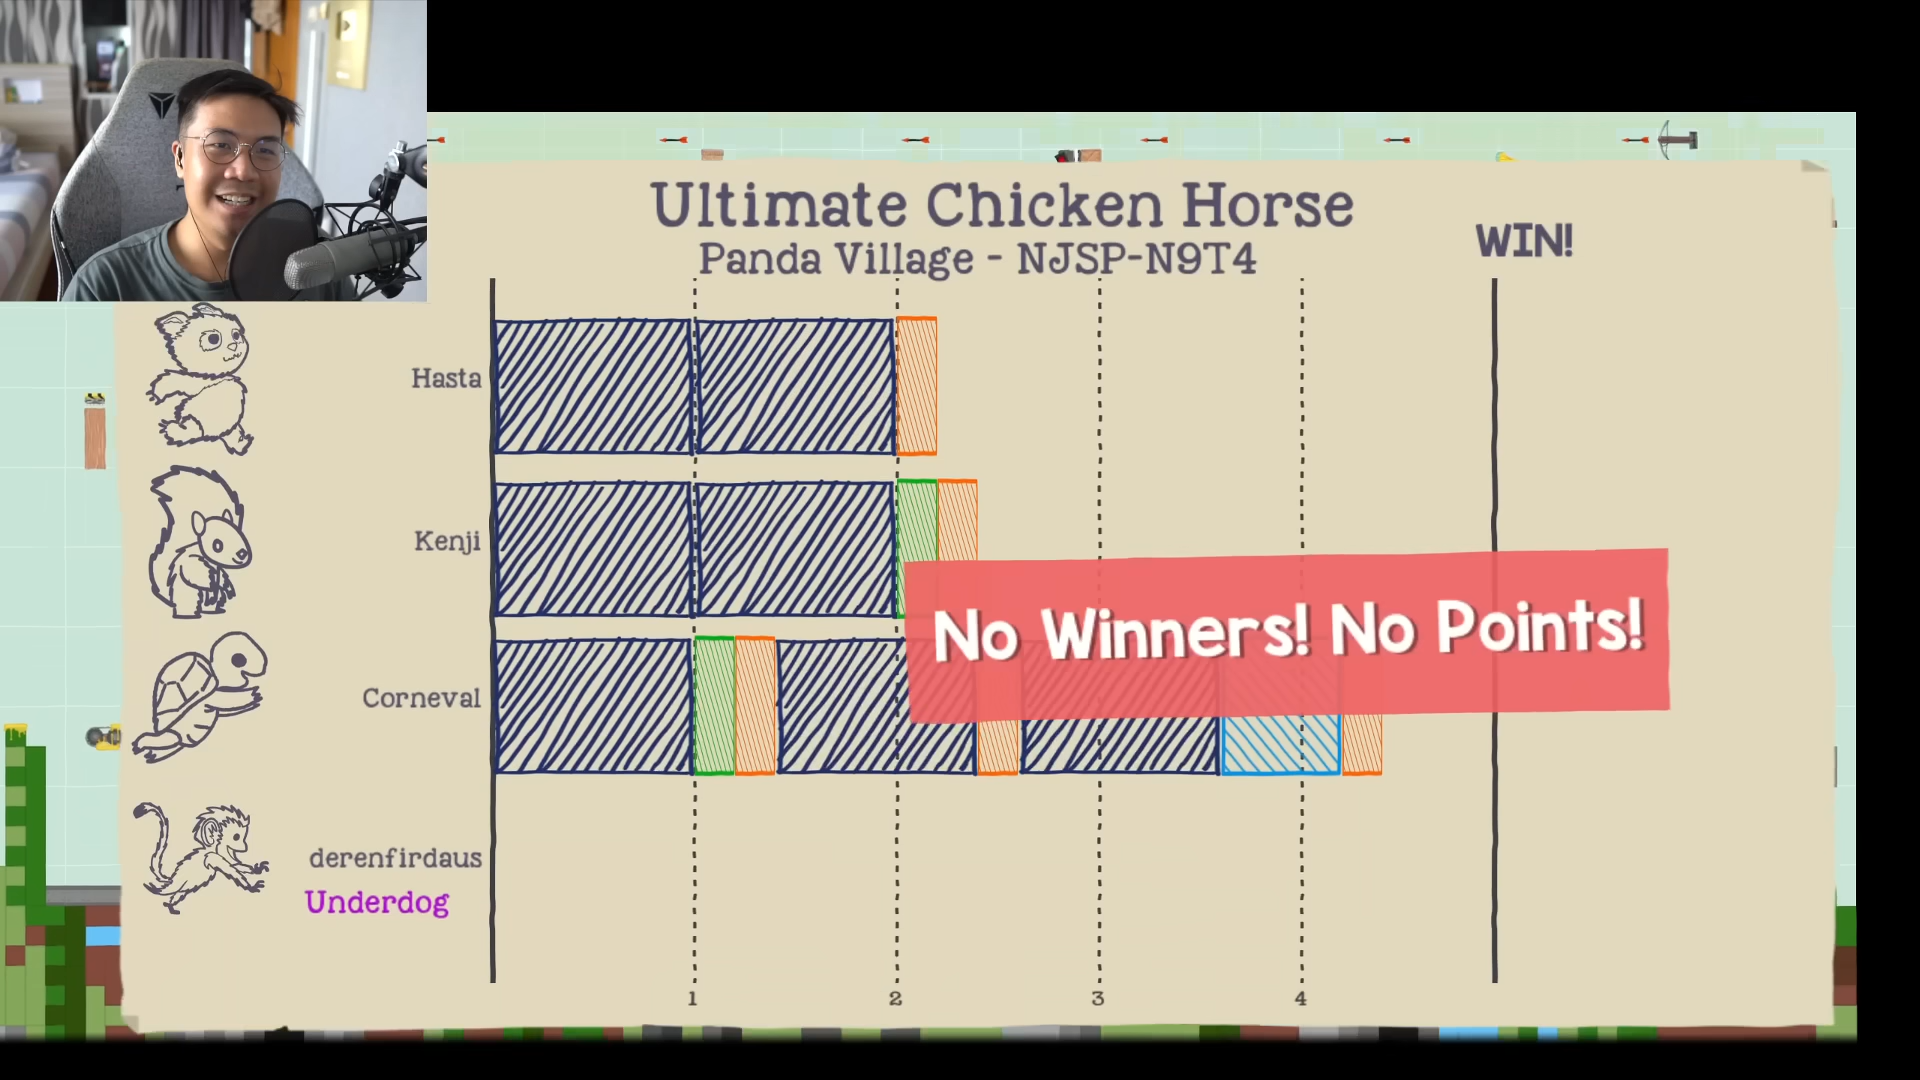 Ultimate Chicken Horse
Panda Village - NJSP-N9T4
WIN!
Hasta
Kenji
No Winners! No Points!
Corneval
derenfirdaus
Underdog
1 2 3 4